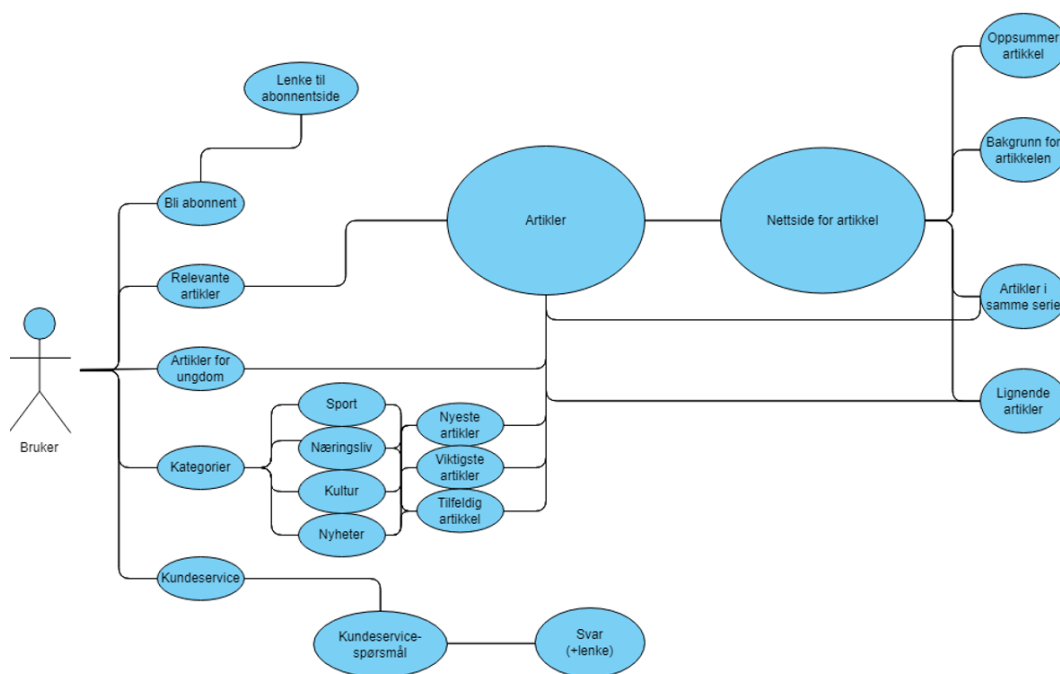 Oppsummer
artikkel
Lenke til
abonnentside
Bakgrunn for
artikkelen
Bli abonnent
Artikler
Nettside for artikkel
Relevante
artikler
Artikler i
samme serie
Artikler for
ungdom
Bruker
Sport
Næringsliv
Kultur
Nyheter
Nyeste
artikler
Viktigste
artikler
Tilfeldig
artikkel
Lignende
artikler
Kategorier
Kundeservice
Kundeservice-
spørsmål
Svar
(+lenke)